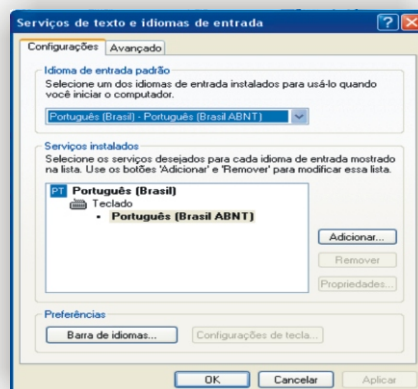 Serviços de texto e idiomas de entrada
Configurações Avançado
Idioma de entrada padrão
Selecione um dos idiomas de entrada instalados para usá-lo quando
você iniciar o computador.
Português (Brasil) - Português (Brasil ABNT)
Serviços instalados
Selecione os serviços desejados para cada idioma de entrada mostrado
na lista. Use os botões 'Adicionar' e 'Remover' para modificar essa lista.
PT Português (Brasil)
Teclado
• Português (Brasil ABNT)
Adicionar...
Remover
Propriedades...
Preferências
Barra de idiomas... Configurações de tecla...
OK Cancelar Aplicar